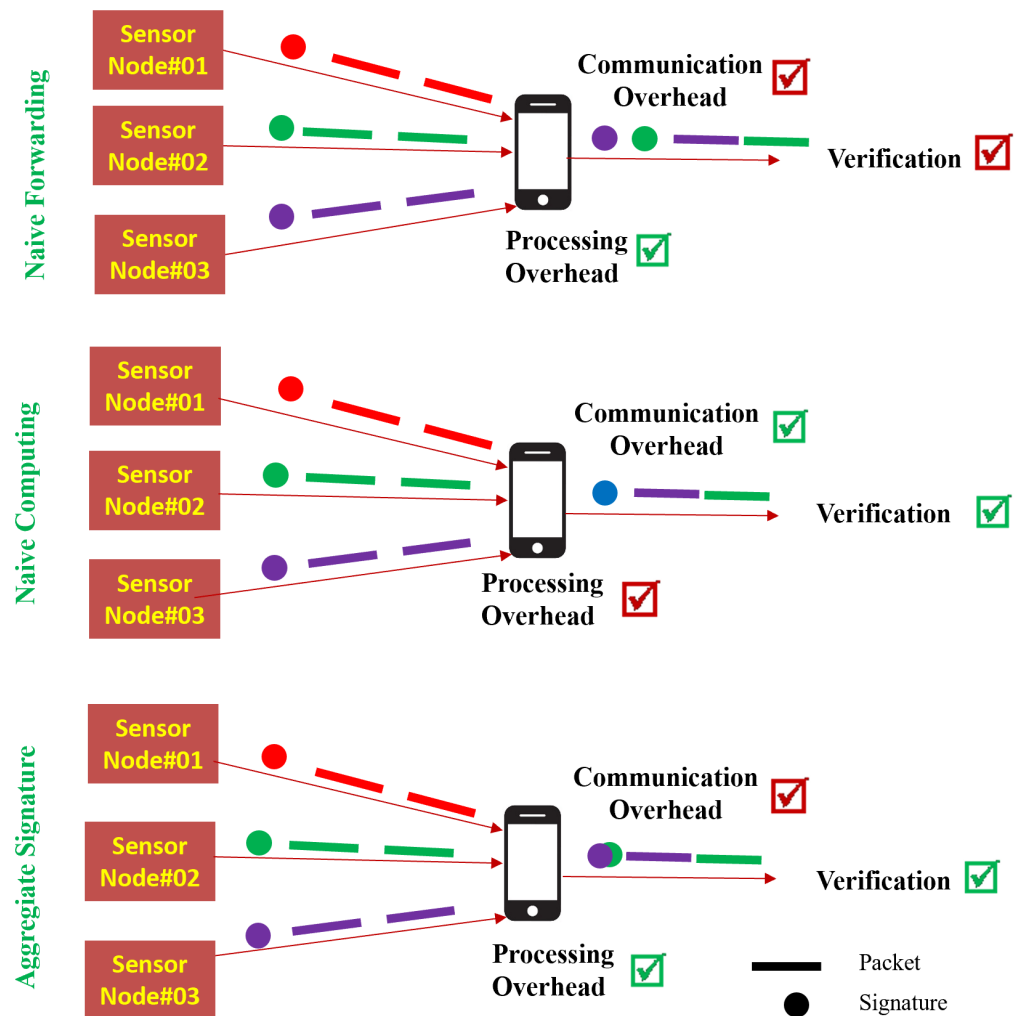 Naive Forwarding
Sensor
Node#01
Sensor
Node#02
Sensor
Node#03
Communication
Overhead
Processing
Overhead
Verification
Naive Computing
Sensor
Node#01
Sensor
Node#02
Sensor
Node#03
Communication
Overhead
Processing
Overhead
Verification
Aggregiate Signature
Sensor
Node#01
Sensor
Node#02
Sensor
Node#03
Communication
Overhead
Processing
Overhead
Verification
Packet
Signature